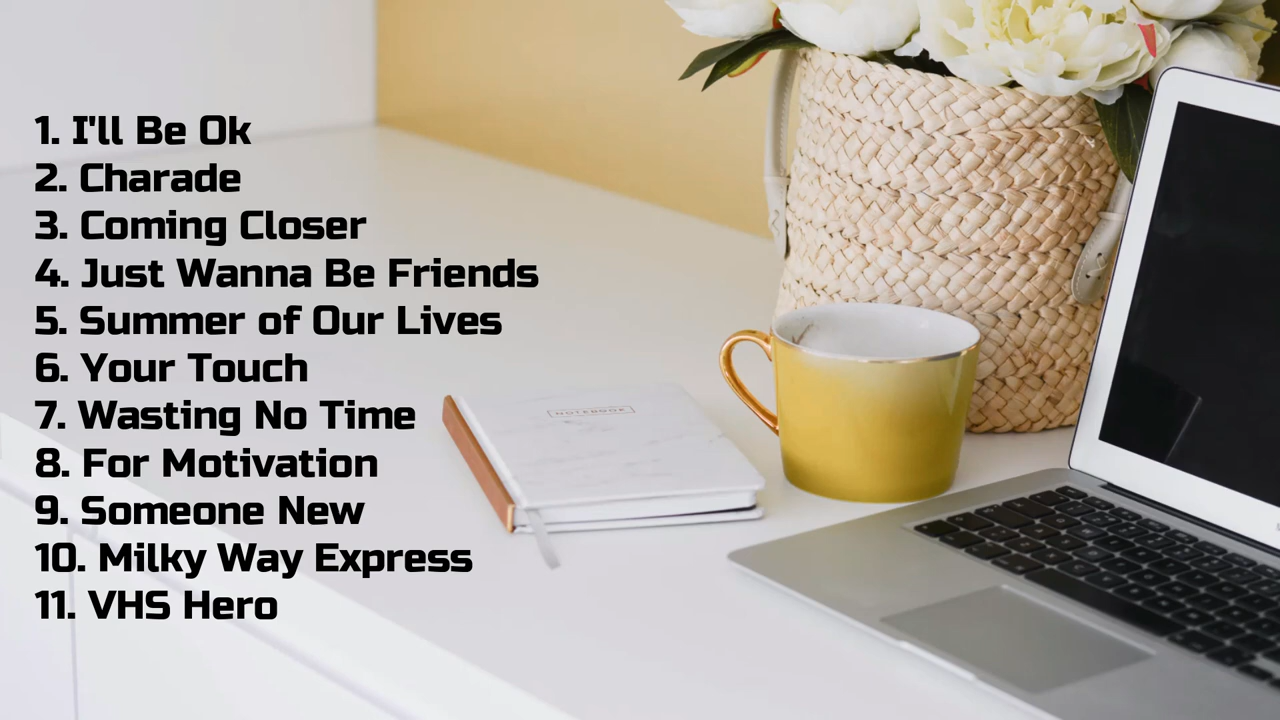 1. I'll Be Ok
2. Charade
3. Coming Closer
4. Just Wanna Be Friends
5. Summer of Our Lives
6. Your Touch
7. Wasting No Time
8. For Motivation
9. Someone New
10. Milky Way Express
11. VHS Hero
NOTEBOOK